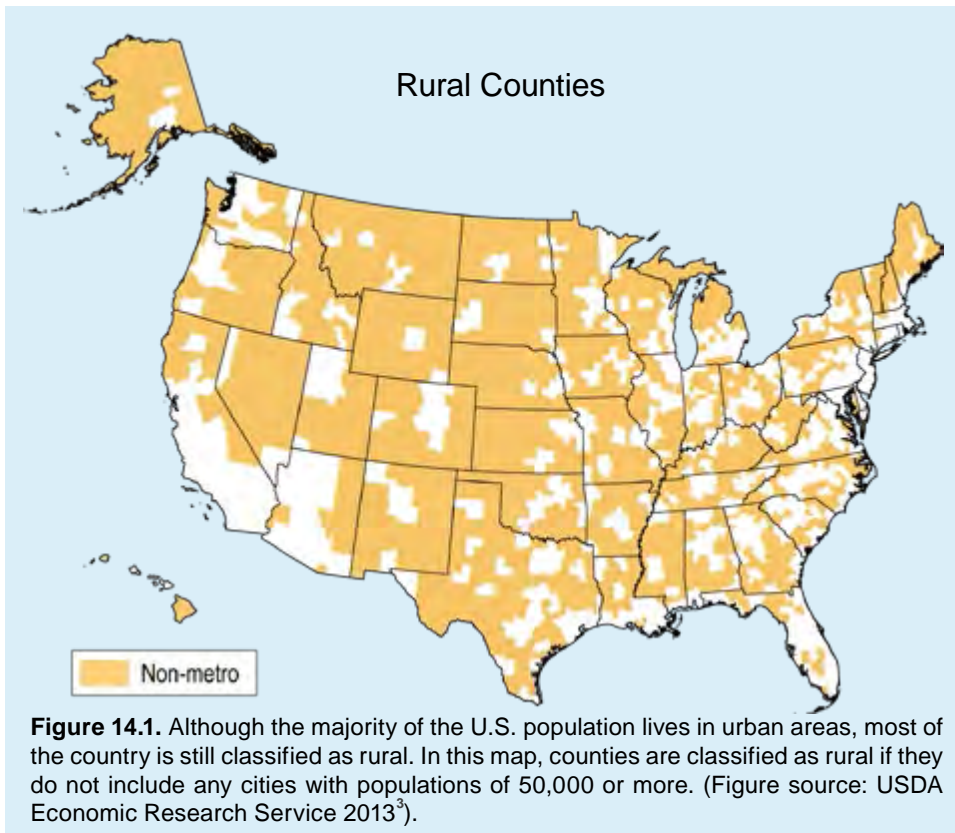 Rural Counties
Non-metro
Figure 14.1. Although the majority of the U.S. population lives in urban areas, most of
the country is still classified as rural. In this map, counties are classified as rural if they
do not include any cities with populations of 50,000 or more. (Figure source: USDA
Economic Research Service 2013³).